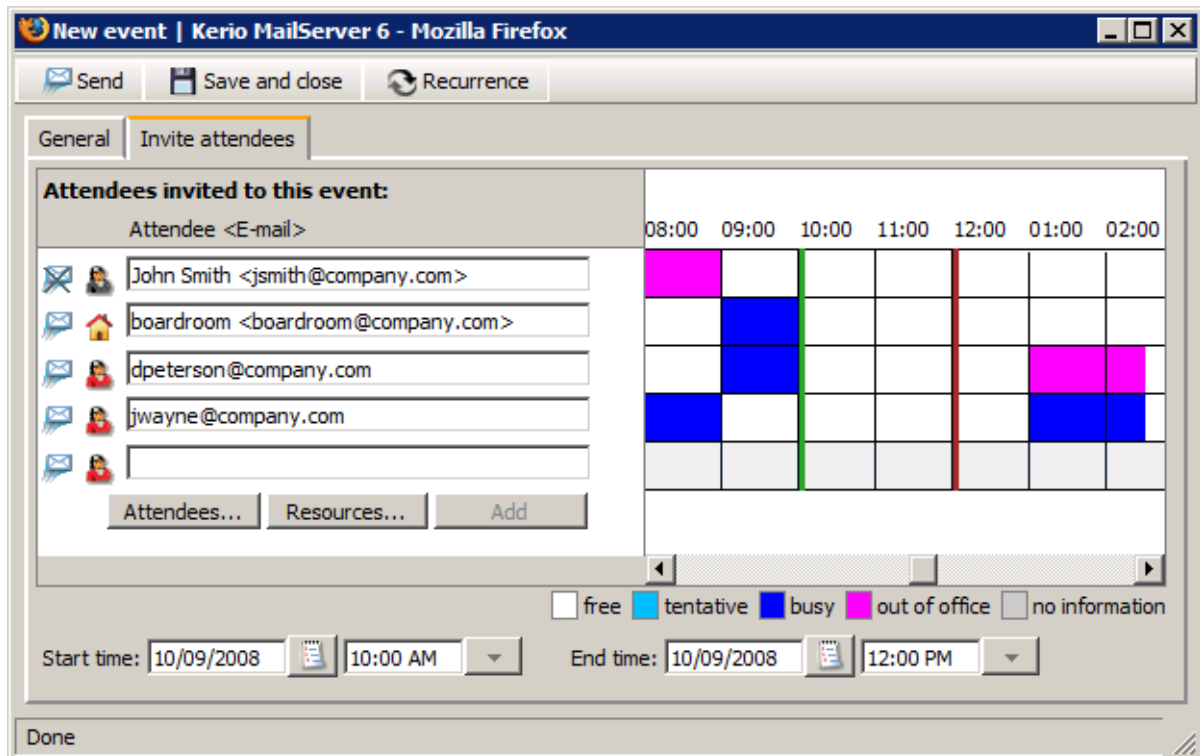 New event | Kerio MailServer 6 - Mozilla Firefox
Send Save and close Recurrence
General Invite attendees
Attendees invited to this event:
Attendee <E-mail> 08:00 09:00 10:00 11:00 12:00 01:00 02:00
John Smith <jsmith@company.com>
boardroom <boardroom@company.com>
dpeterson@company.com
jwayne@company.com
Attendees... Resources... Add
free tentative busy out of office no information
Start time: 10/09/2008 10:00 AM End time: 10/09/2008 12:00 PM
Done